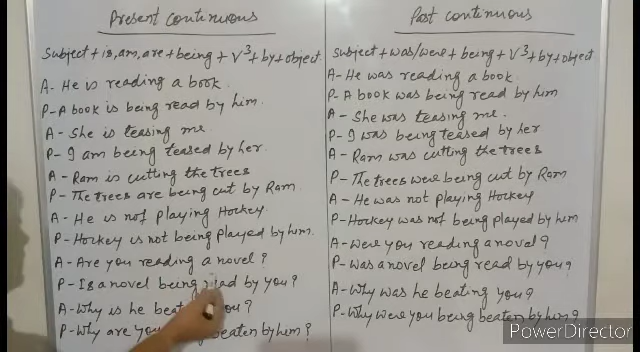 Present Continuous
Subject + is, am, are + being + V³ + by + object
A - He is reading a book.
P - A book is being read by him.
A - She is teasing me.
P - I am being teased by her.
A - Ram is cutting the trees
P - The trees are being cut by Ram
A - He is not playing Hockey.
P - Hockey is not being played by him.
A - Are you reading a novel?
P - Is a novel being read by you?
A - Why is he beating you?
P - Why are you beaten by him?
Past Continuous
Subject + was/were + being + V³ + by + object
A - He was reading a book.
P - A book was being read by him
A - She was teasing me.
P - I was being teased by her
A - Ram was cutting the trees
P - The trees were being cut by Ram
A - He was not playing Hockey
P - Hockey was not being played by him
A - Were you reading a novel?
P - Was a novel being read by you?
A - Why was he beating you?
P - Why were you being beaten by him?
PowerDirector